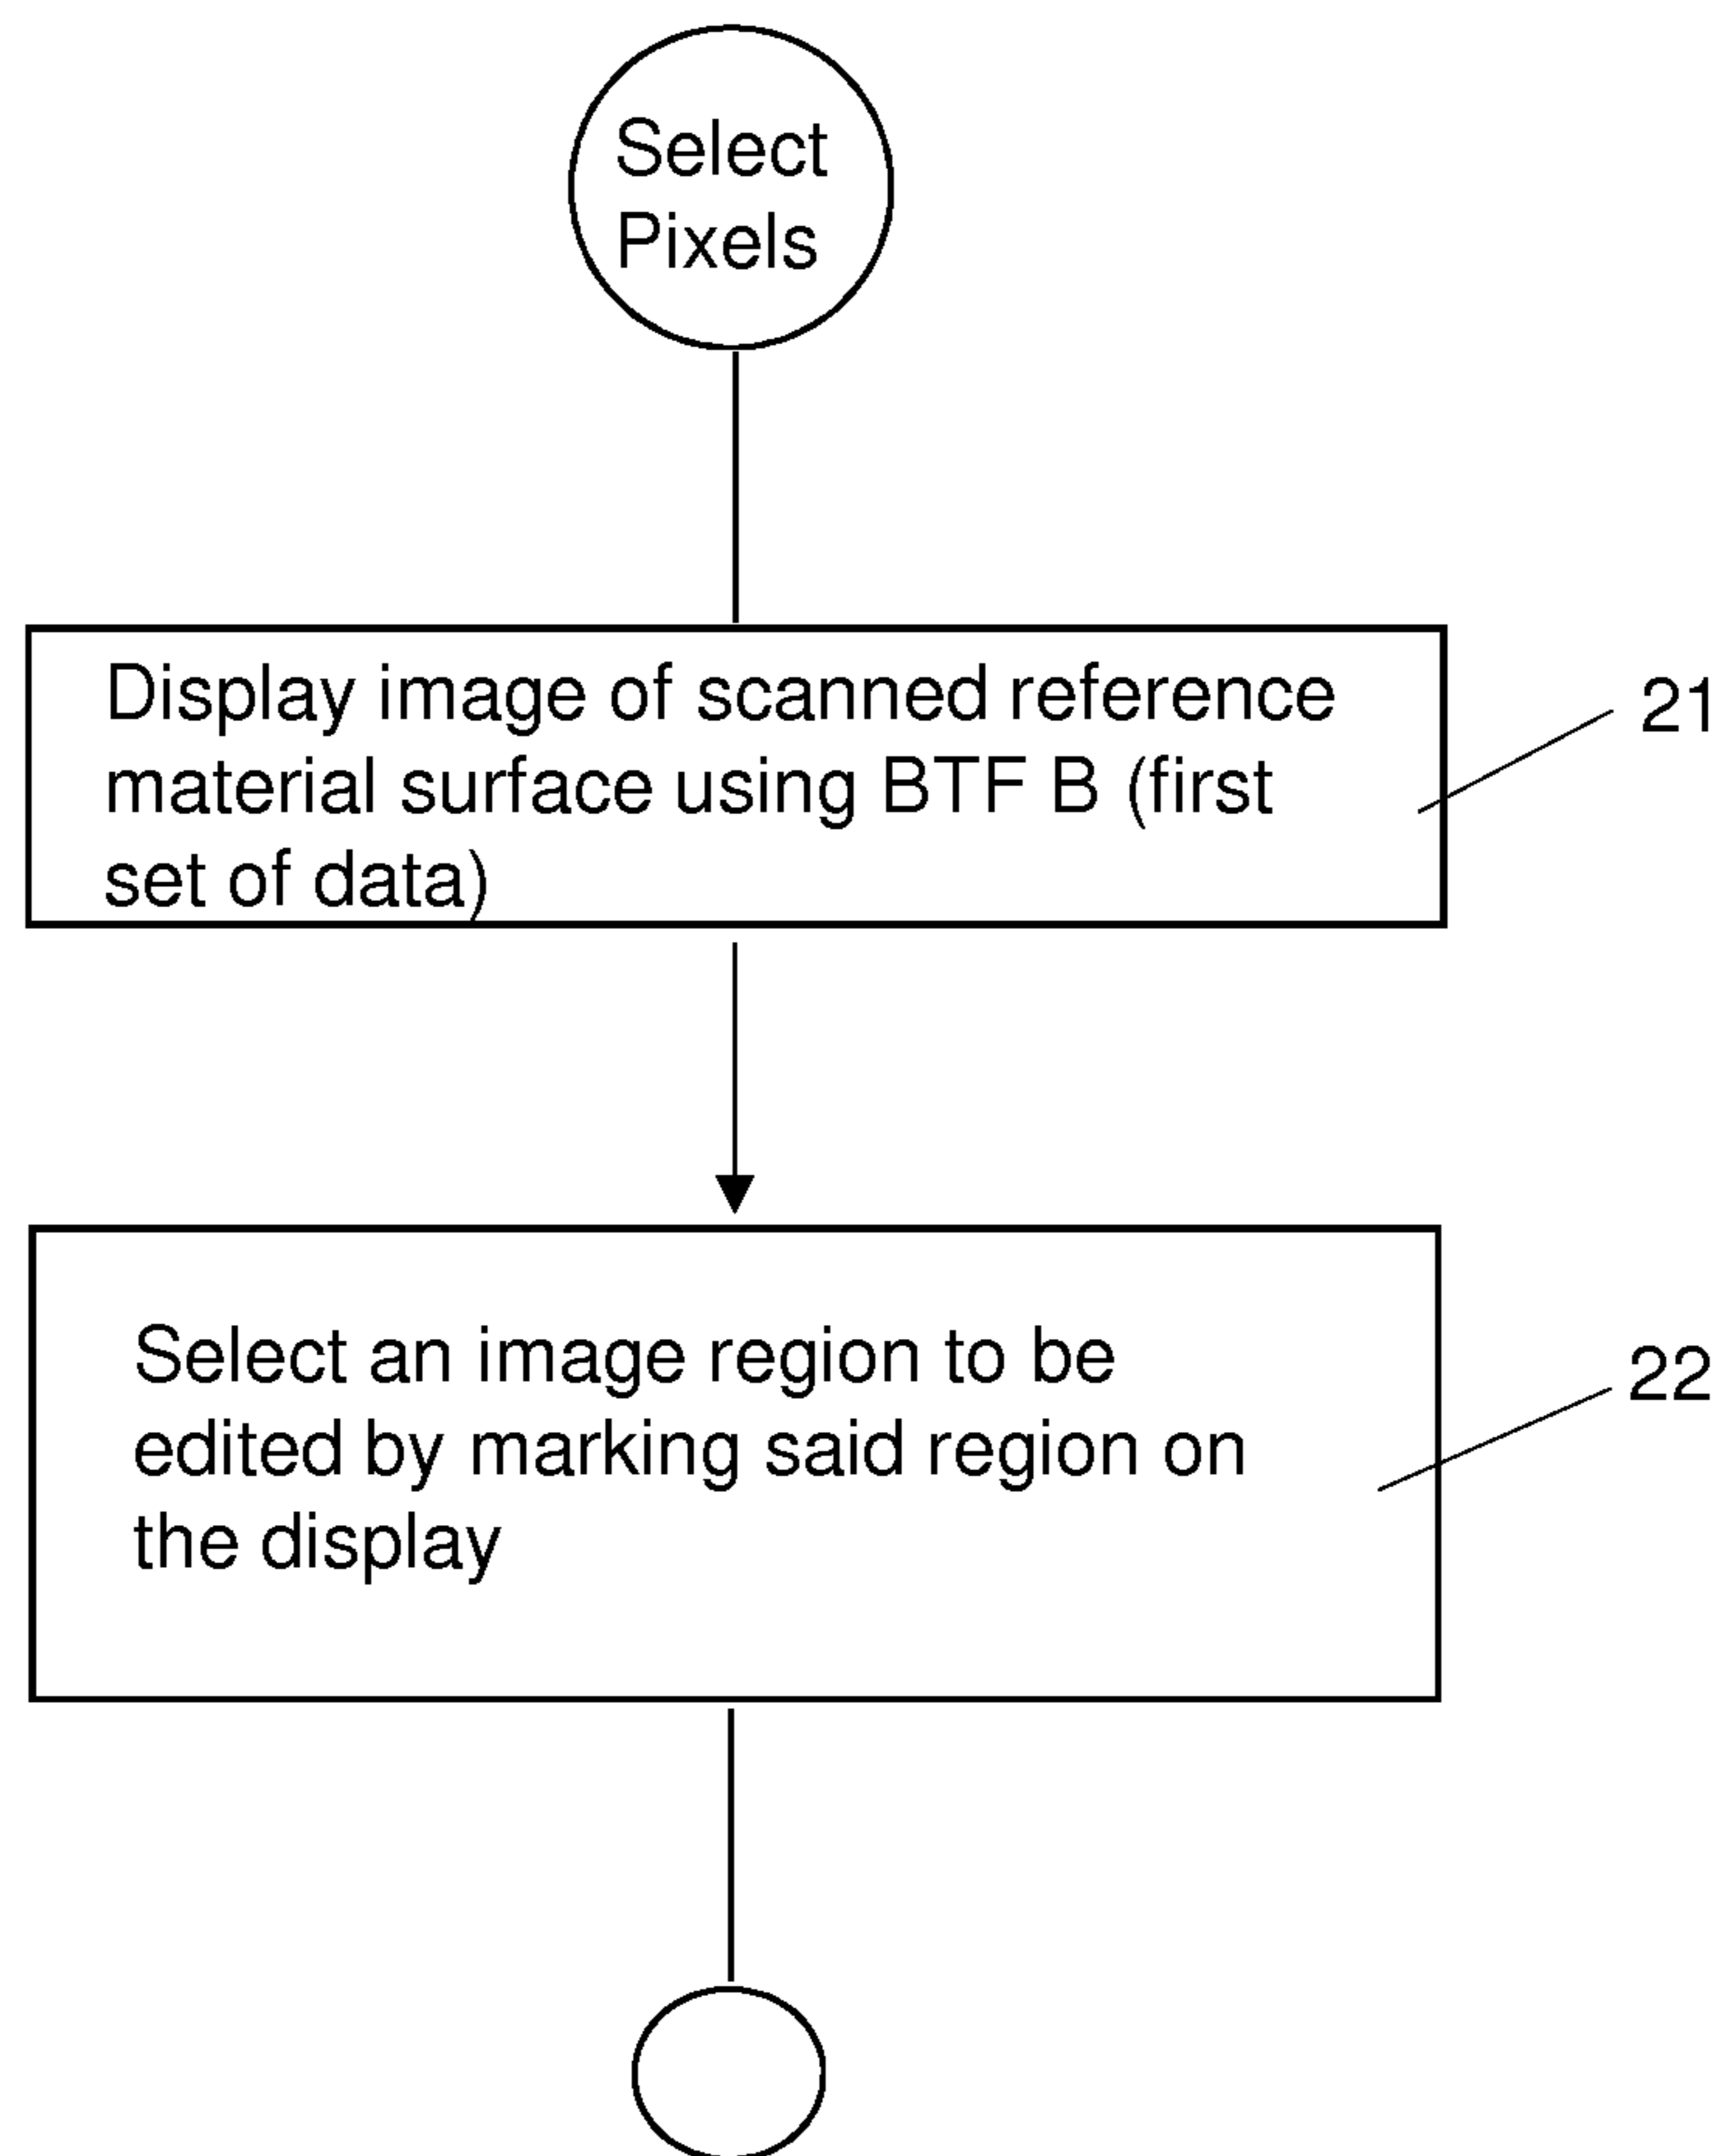 Select
Pixels
Display image of scanned reference
material surface using BTF B (first
set of data)
21
Select an image region to be
edited by marking said region on
the display
22